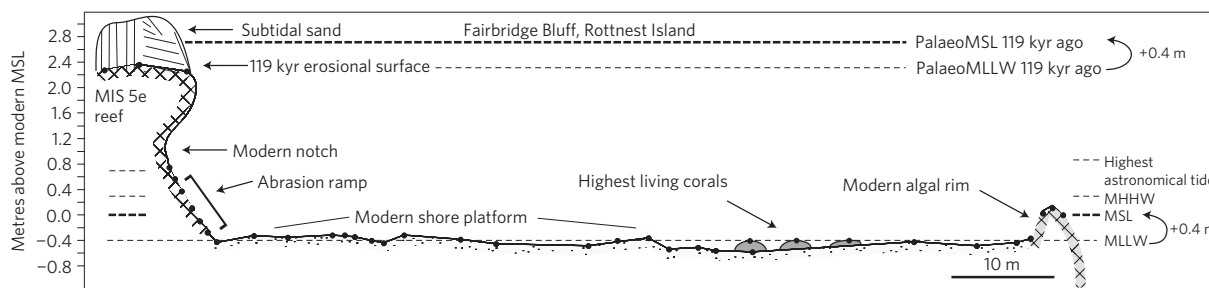 Metres above modern MSL
2.8
2.4
2.0
1.6
1.2
0.8
0.4
0.0
−0.4
−0.8
Subtidal sand
Fairbridge Bluff, Rottnest Island
119 kyr erosional surface
MIS 5e
reef
PalaeoMSL 119 kyr ago
PalaeoMLLW 119 kyr ago
+0.4 m
Modern notch
Abrasion ramp
Modern shore platform
Highest living corals
Modern algal rim
Highest
astronomical tide
MHHW
MSL
MLLW
+0.4 m
10 m